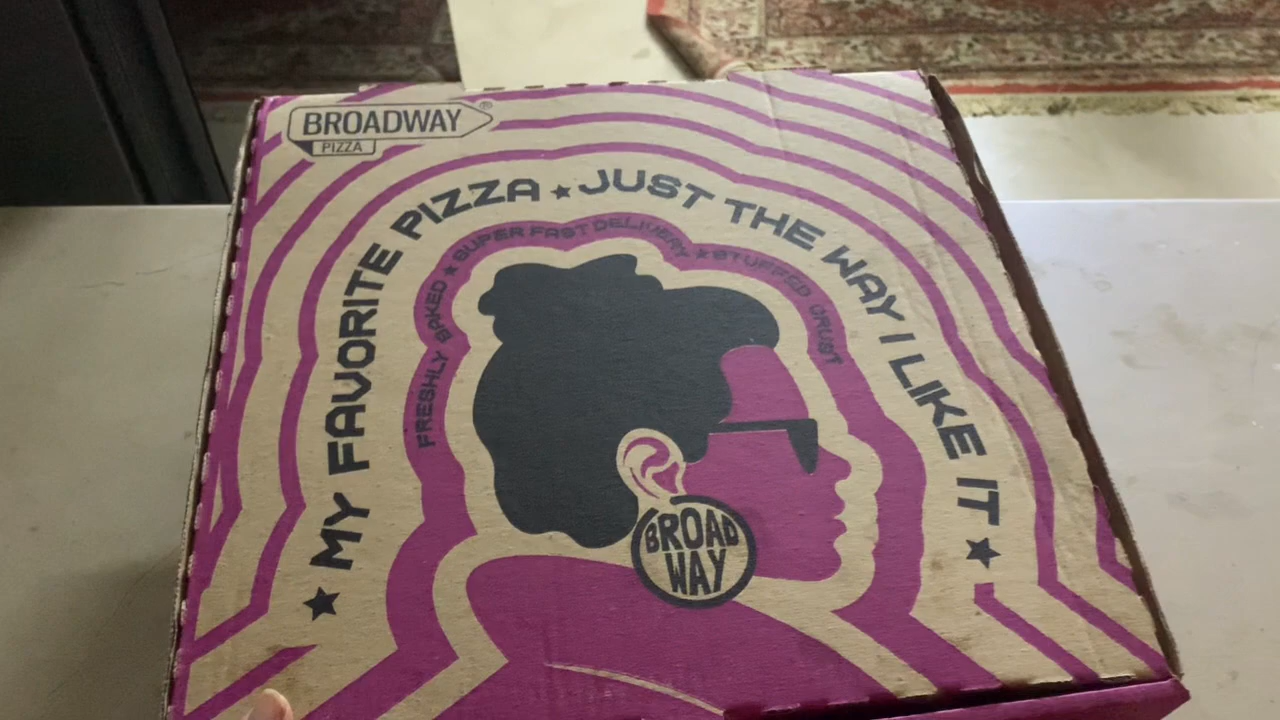 BROADWAY®
PIZZA
★ MY FAVORITE PIZZA ★ JUST THE WAY I LIKE IT ★
FRESHLY BAKED ★ SUPER FAST DELIVERY ★ STUFFED CRUST
BROAD
WAY